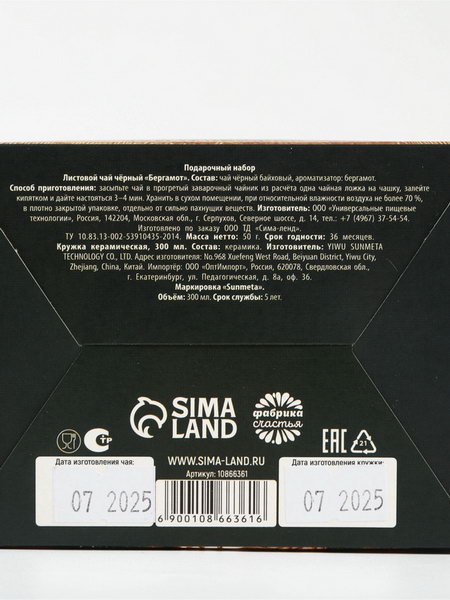 Подарочный набор
Листовой чай чёрный «Бергамот». Состав: чай чёрный байховый, ароматизатор: бергамот.
Способ приготовления: засыпьте чай в прогретый заварочный чайник из расчёта одна чайная ложка на чашку, залейте
кипятком и дайте настояться 3–4 мин. Хранить в сухом помещении, при относительности влажности воздуха не более 70 %,
в плотно закрытой упаковке, отдельно от сильно пахнущих веществ. Изготовитель: ООО «Универсальные пищевые
технологии», Россия, 142204, Московская обл., г. Серпухов, Северное шоссе, д. 14, тел.: +7 (4967) 37-54-54.
Изготовлено по заказу ООО ТД «Сима-ленд».
ТУ 10.83.13-002-53910435-2014. Масса нетто: 50 г. Срок годности: 36 месяцев.
Кружка керамическая, 300 мл. Состав: керамика. Изготовитель: YIWU SUNMETA
TECHNOLOGY CO., LTD. Адрес изготовителя: No.968 Xuefeng West Road, Beiyuan District, Yiwu City,
Zhejiang, China, Китай. Импортёр: ООО «ОптИмпорт», Россия, 620078, Свердловская обл.,
г. Екатеринбург, ул. Педагогическая, д. 8а, оф. 36.
Маркировка «Sunmeta».
Объём: 300 мл. Срок службы: 5 лет.
SIMA
LAND
фабрика
счастья
СТР
EAC
21
WWW.SIMA-LAND.RU
Артикул: 10866361
Дата изготовления чая:
07 2025
6900108663616
Дата изготовления кружки:
07 2025